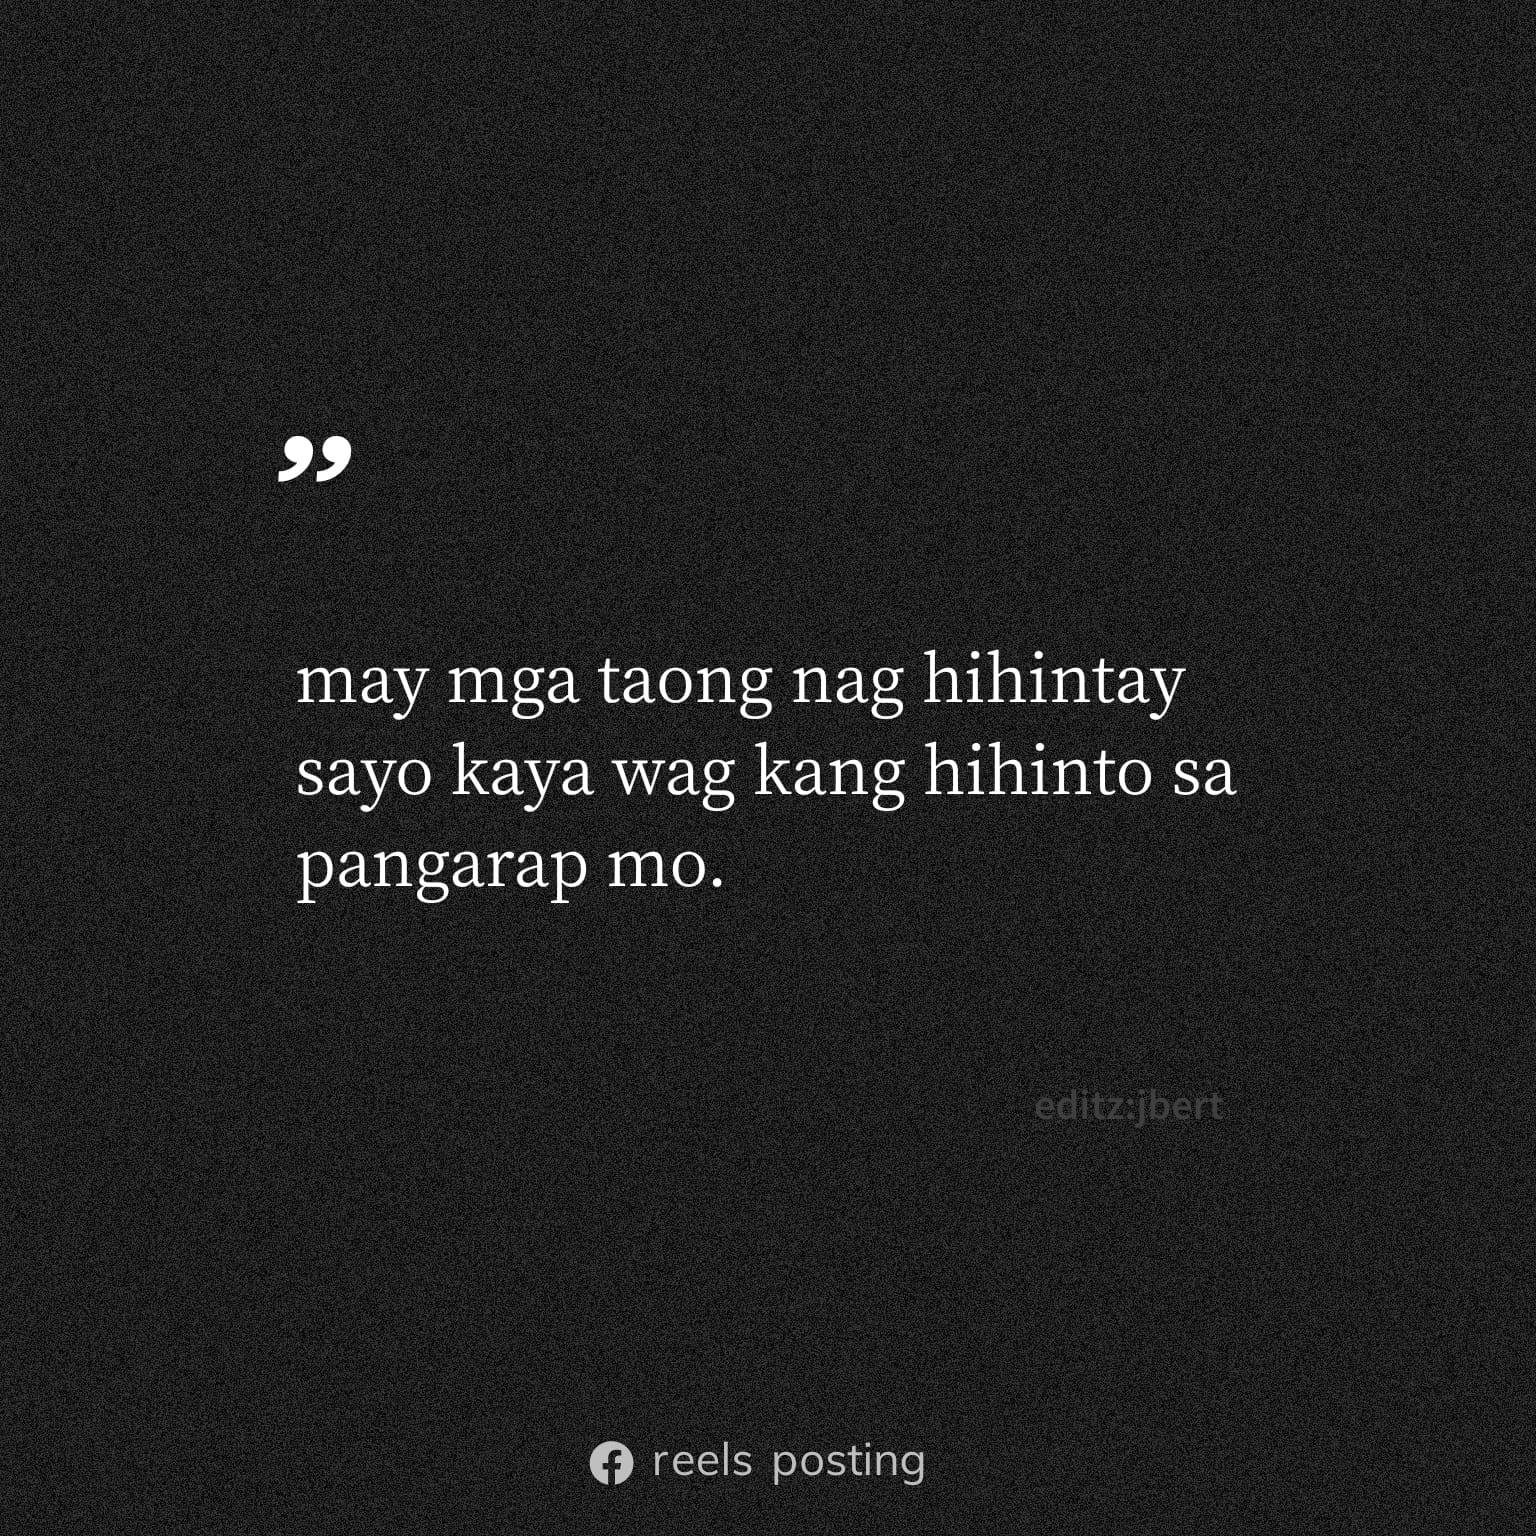 ”
may mga taong nag hihintay
sayo kaya wag kang hihinto sa
pangarap mo.
editz:jbert
reels posting